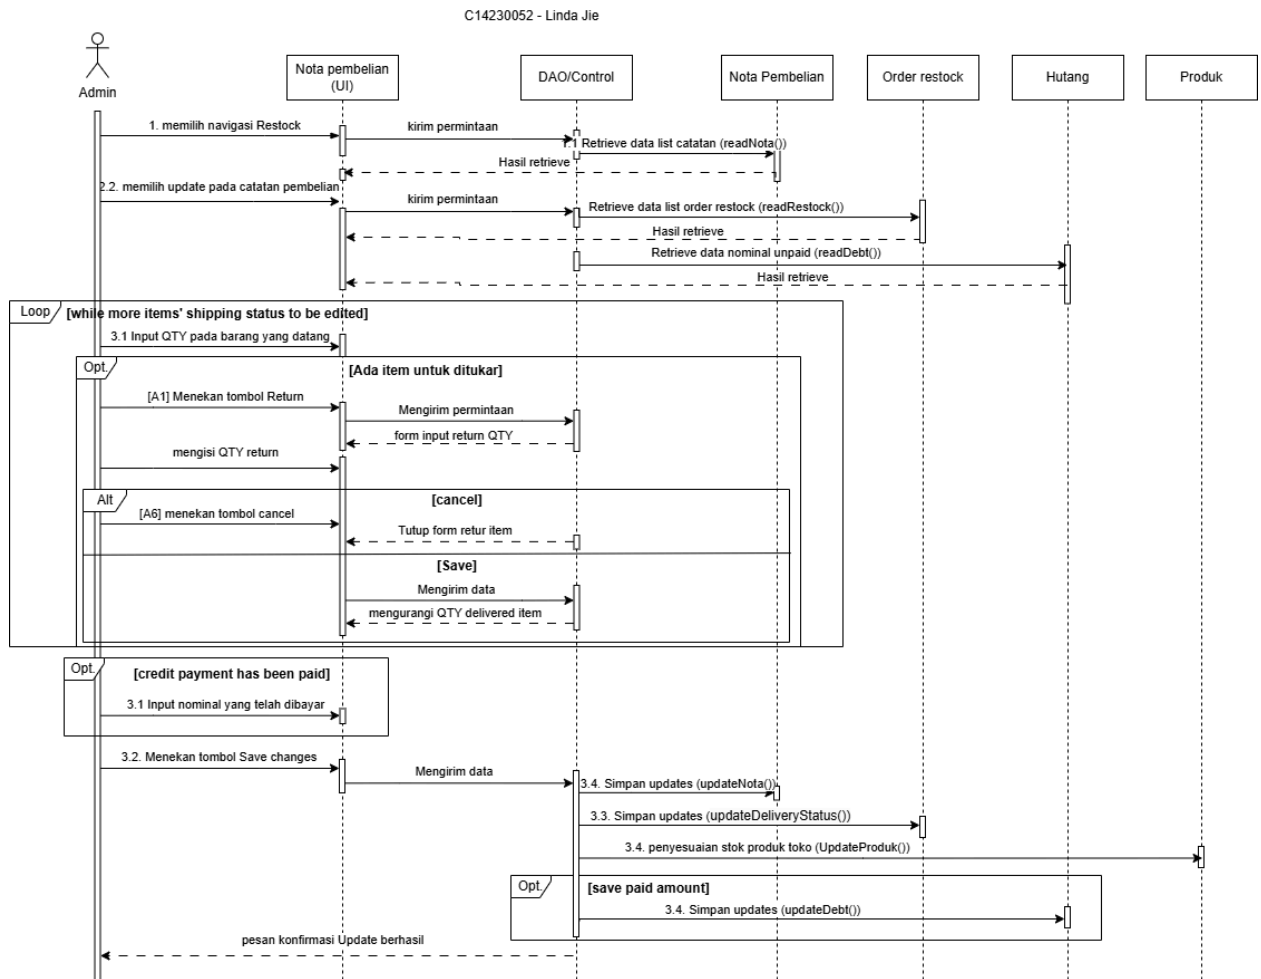 C14230052 - Linda Jie
Admin
Nota pembelian
(UI)
DAO/Control
Nota Pembelian
Order restock
Hutang
Produk
1. memilih navigasi Restock
kirim permintaan
1.1 Retrieve data list catatan (readNota())
Hasil retrieve
2.2. memilih update pada catatan pembelian
kirim permintaan
Retrieve data list order restock (readRestock())
Hasil retrieve
Retrieve data nominal unpaid (readDebt())
Hasil retrieve
Loop
[while more items' shipping status to be edited]
3.1 Input QTY pada barang yang datang
Opt.
[Ada item untuk ditukar]
[A1] Menekan tombol Return
Mengirim permintaan
form input return QTY
mengisi QTY return
Alt
[cancel]
[A6] menekan tombol cancel
Tutup form retur item
[Save]
Mengirim data
mengurangi QTY delivered item
Opt.
[credit payment has been paid]
3.1 Input nominal yang telah dibayar
3.2. Menekan tombol Save changes
Mengirim data
3.4. Simpan updates (updateNota())
3.3. Simpan updates (updateDeliveryStatus())
3.4. penyesuaian stok produk toko (UpdateProduk())
Opt.
[save paid amount]
3.4. Simpan updates (updateDebt())
pesan konfirmasi Update berhasil